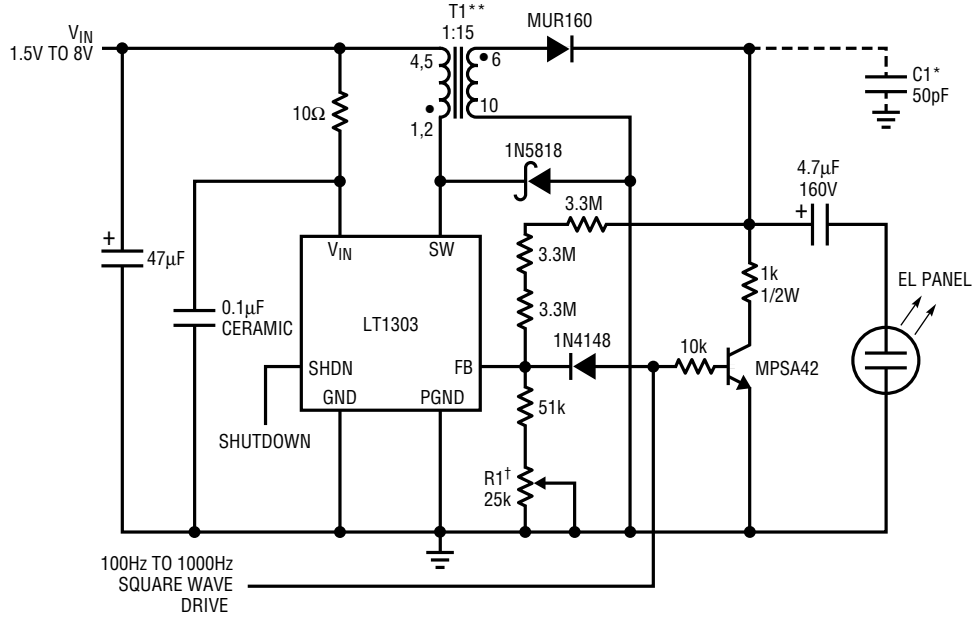 T1**
1:15
MUR160
VIN
1.5V TO 8V
4,5
6
C1*
50pF
10Ω
10
1,2
1N5818
4.7µF
160V
+
3.3M
+
47µF
VIN
SW
3.3M
1k
1/2W
EL PANEL
0.1µF
CERAMIC
LT1303
3.3M
1N4148
10k
MPSA42
SHDN
FB
GND
PGND
51k
SHUTDOWN
R1†
25k
100Hz TO 1000Hz
SQUARE WAVE
DRIVE